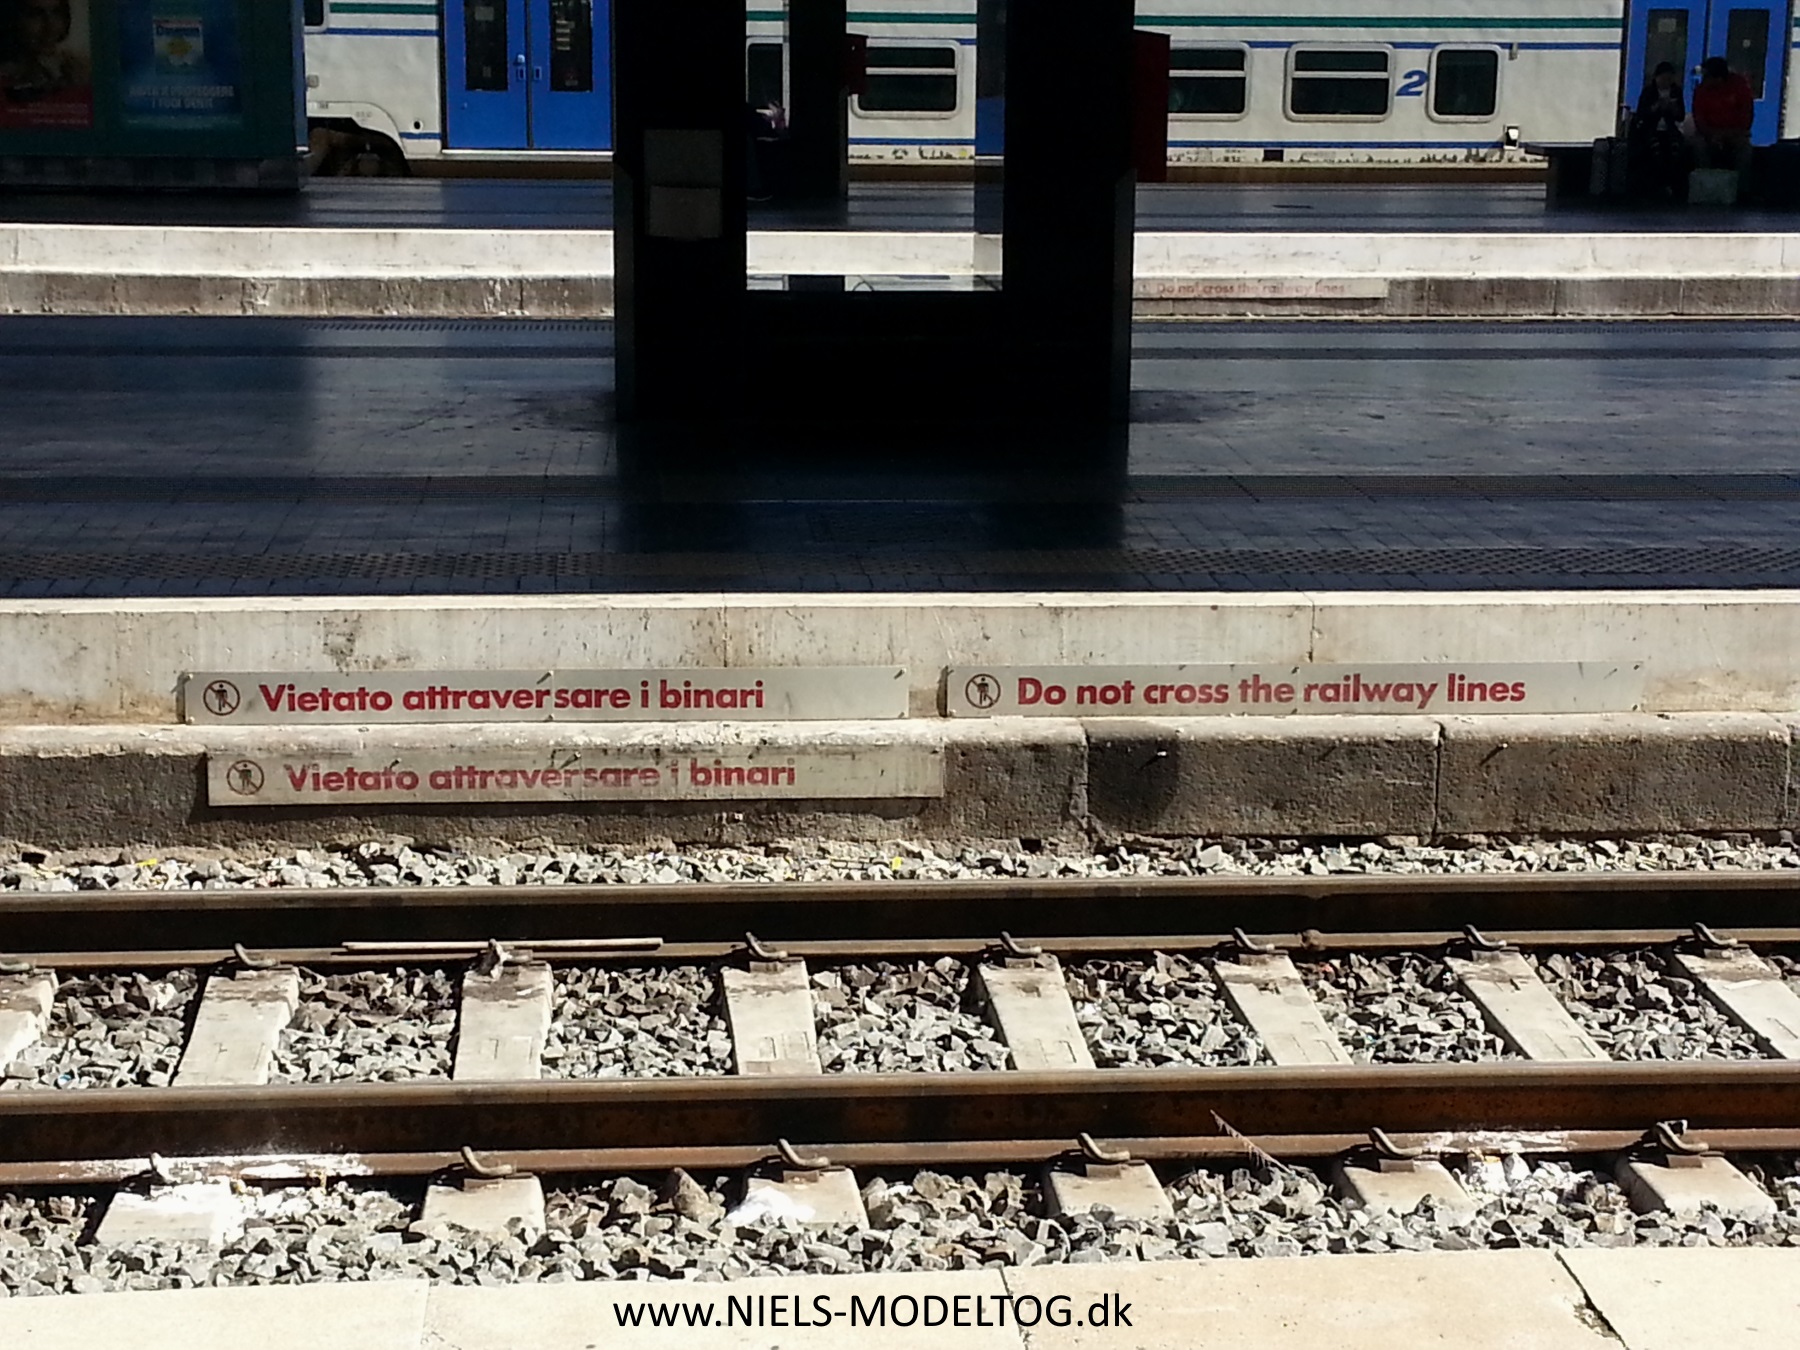 2
Do not cross the railway lines
Vietato attraversare i binari
Do not cross the railway lines
Vietato attraversare i binari
www.NIELS-MODELTOG.dk